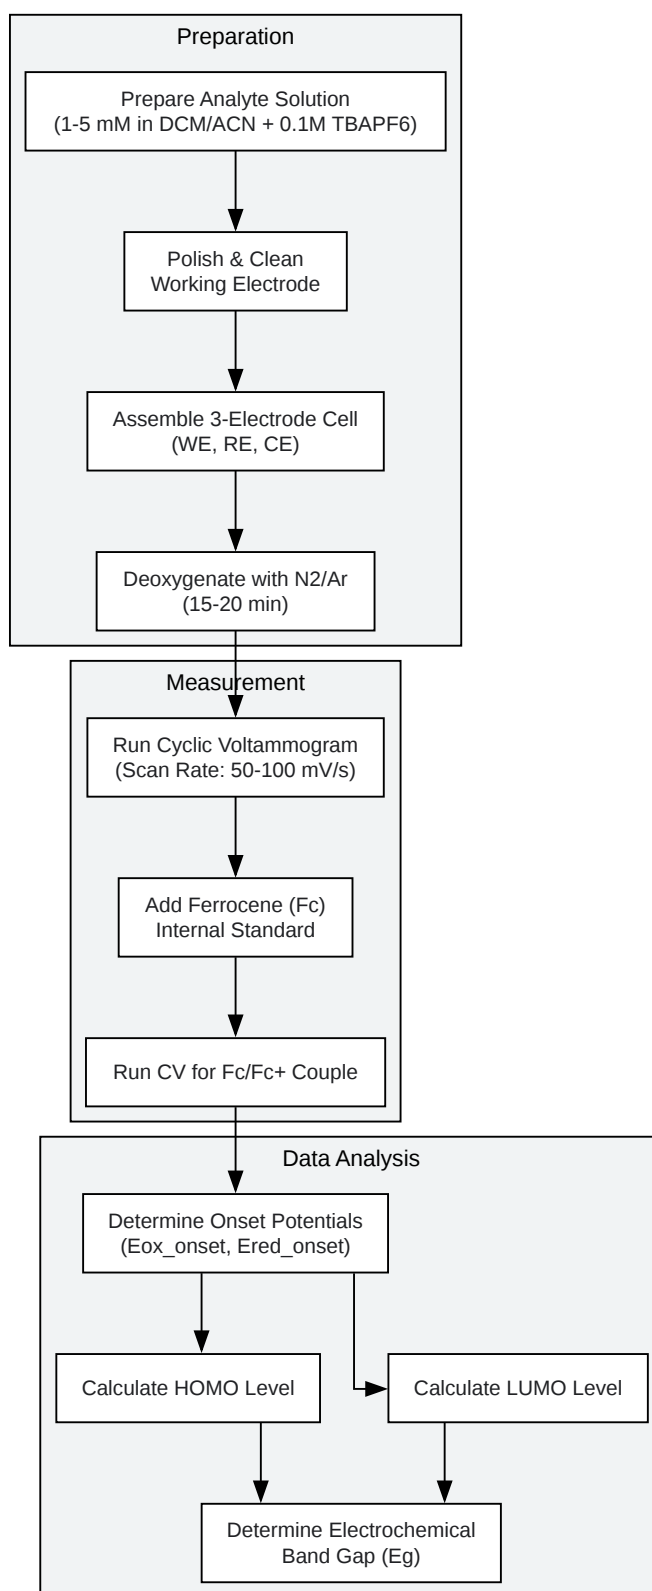 Preparation
Prepare Analyte Solution
(1-5 mM in DCM/ACN + 0.1M TBAPF6)
Polish & Clean
Working Electrode
Assemble 3-Electrode Cell
(WE, RE, CE)
Deoxygenate with N2/Ar
(15-20 min)
Measurement
Run Cyclic Voltammogram
(Scan Rate: 50-100 mV/s)
Add Ferrocene (Fc)
Internal Standard
Run CV for Fc/Fc+ Couple
Data Analysis
Determine Onset Potentials
(Eox_onset, Ered_onset)
Calculate HOMO Level
Calculate LUMO Level
Determine Electrochemical
Band Gap (Eg)